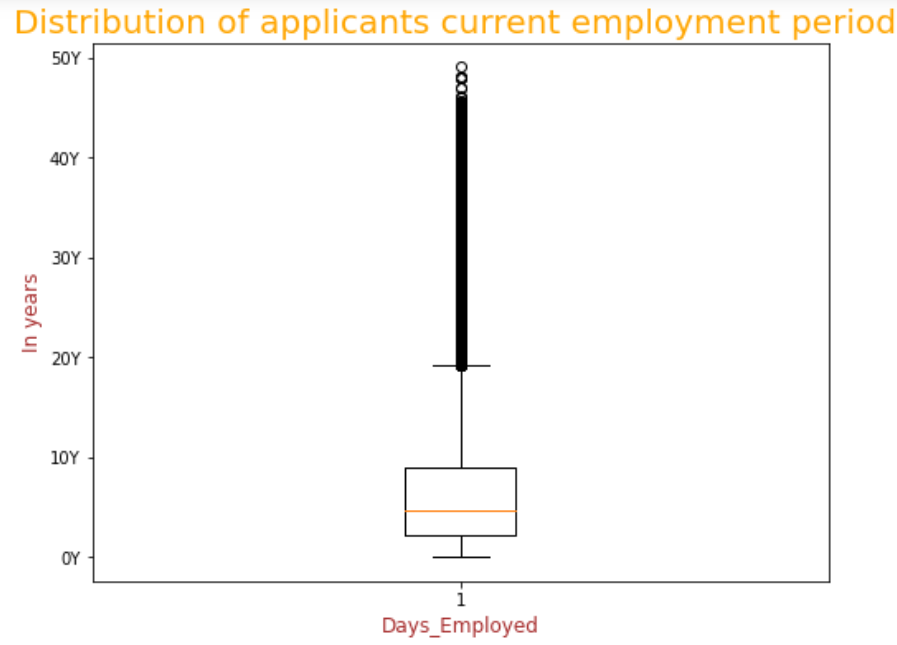 Distribution of applicants current employment period
50Y
40Y
30Y
20Y
10Y
0Y
In years
1
Days_Employed